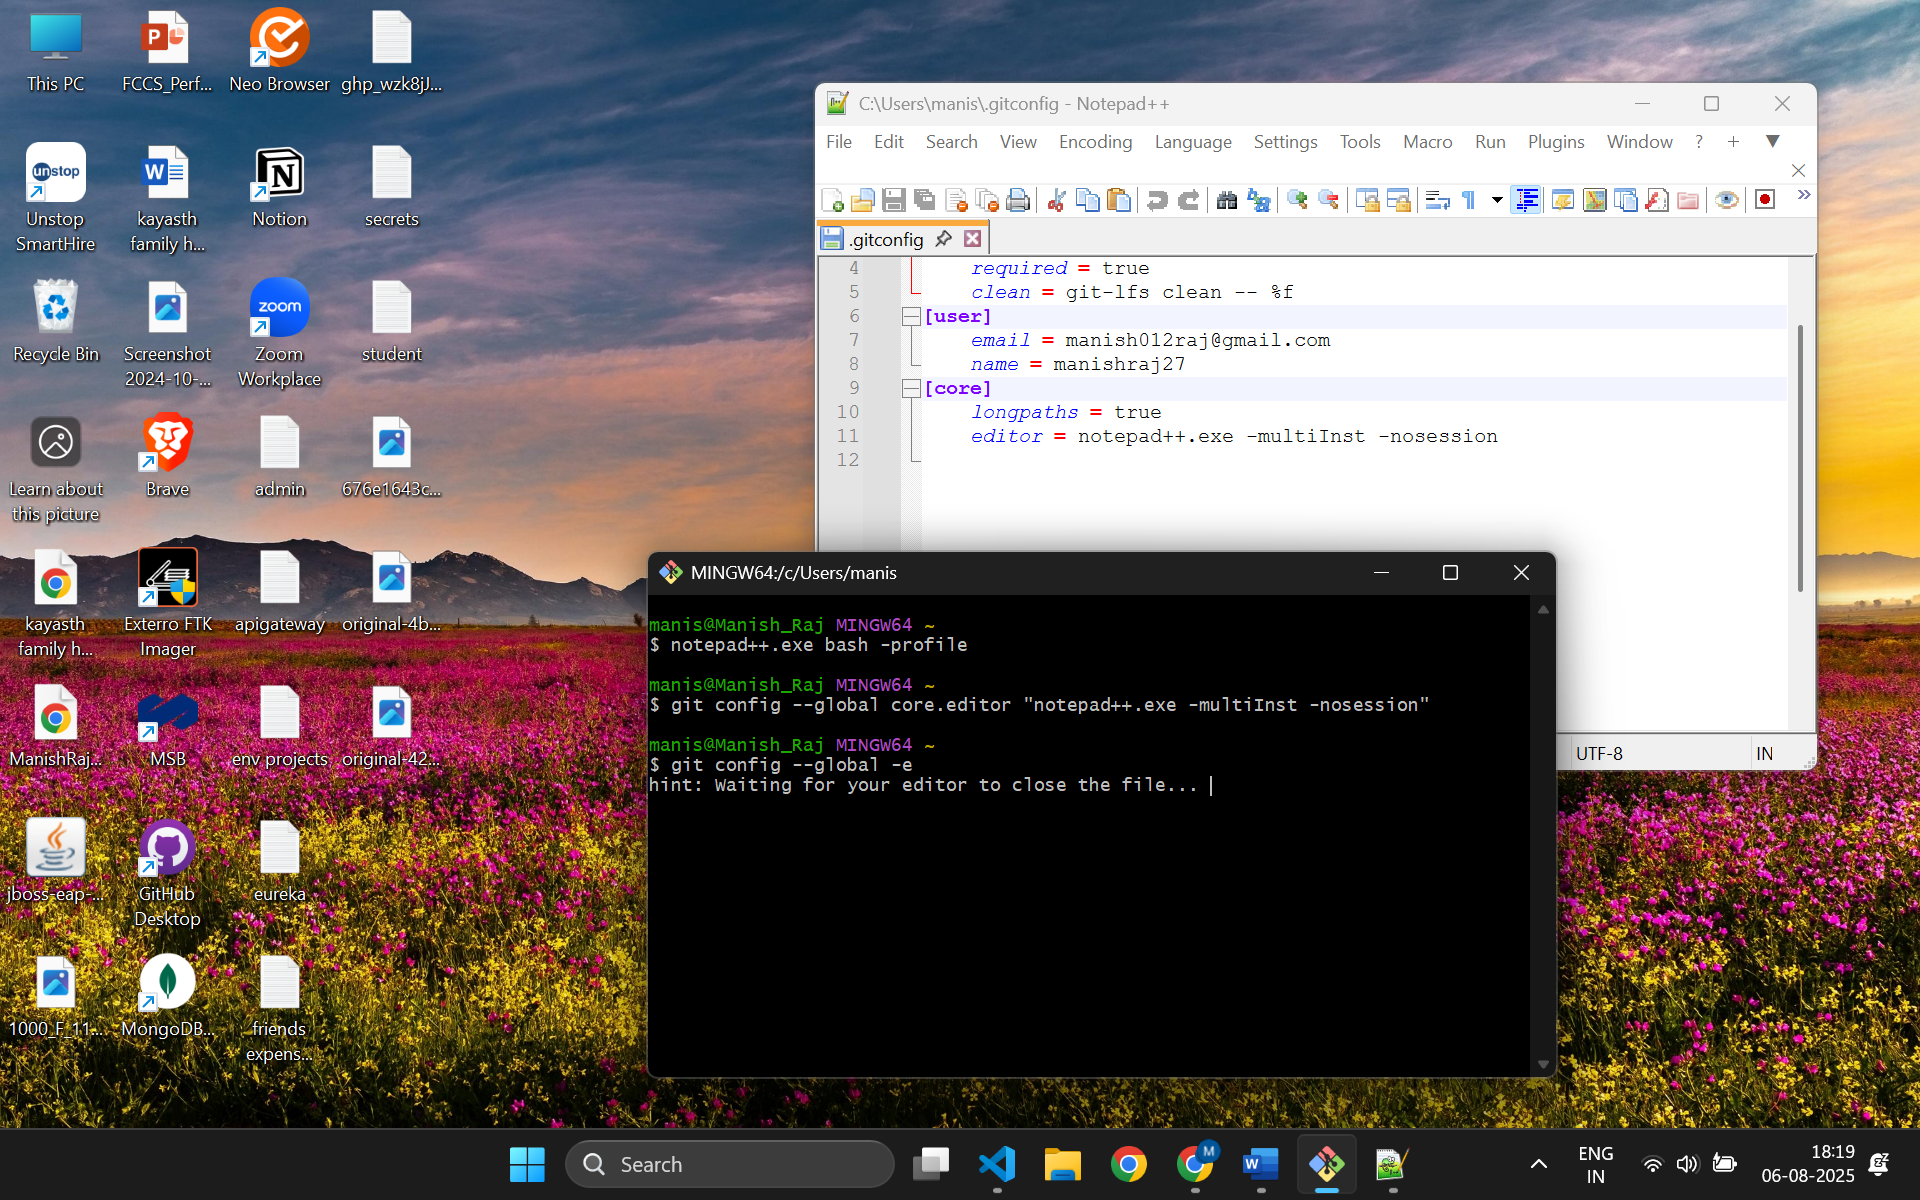 This PC
FCCS_Perf...
Neo Browser
ghp_wzk8jJ...
unstop
Unstop
SmartHire
kayasth
family h...
Notion
secrets
Recycle Bin
Screenshot
2024-10-...
zoom
Zoom
Workplace
student
Learn about
this picture
Brave
admin
676e1643c...
kayasth
family h...
Exterro FTK
Imager
apigateway
original-4b...
ManishRaj...
MSB
env projects
original-42...
jboss-eap-...
GitHub
Desktop
eureka
1000_F_11...
MongoDB...
friends
expens...
C:\Users\manis\.gitconfig - Notepad++
File Edit Search View Encoding Language Settings Tools Macro Run Plugins Window ? +
.gitconfig
4 required = true
5 clean = git-lfs clean -- %f
6 [user]
7 email = manish012raj@gmail.com
8 name = manishraj27
9 [core]
10 longpaths = true
11 editor = notepad++.exe -multiInst -nosession
12
UTF-8 IN
MINGW64:/c/Users/manis
manis@Manish_Raj MINGW64 ~
$ notepad++.exe bash -profile
manis@Manish_Raj MINGW64 ~
$ git config --global core.editor "notepad++.exe -multiInst -nosession"
manis@Manish_Raj MINGW64 ~
$ git config --global -e
hint: Waiting for your editor to close the file...
Search
M
ENG
IN
18:19
06-08-2025